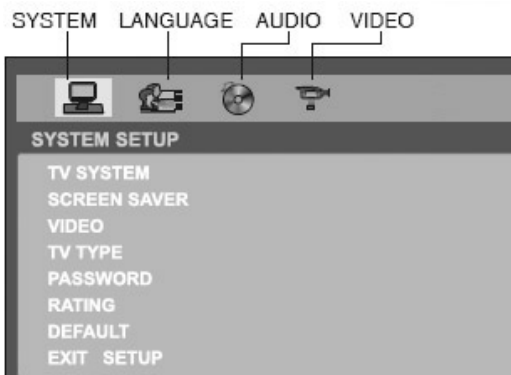 SYSTEM LANGUAGE AUDIO VIDEO
SYSTEM SETUP
TV SYSTEM
SCREEN SAVER
VIDEO
TV TYPE
PASSWORD
RATING
DEFAULT
EXIT SETUP